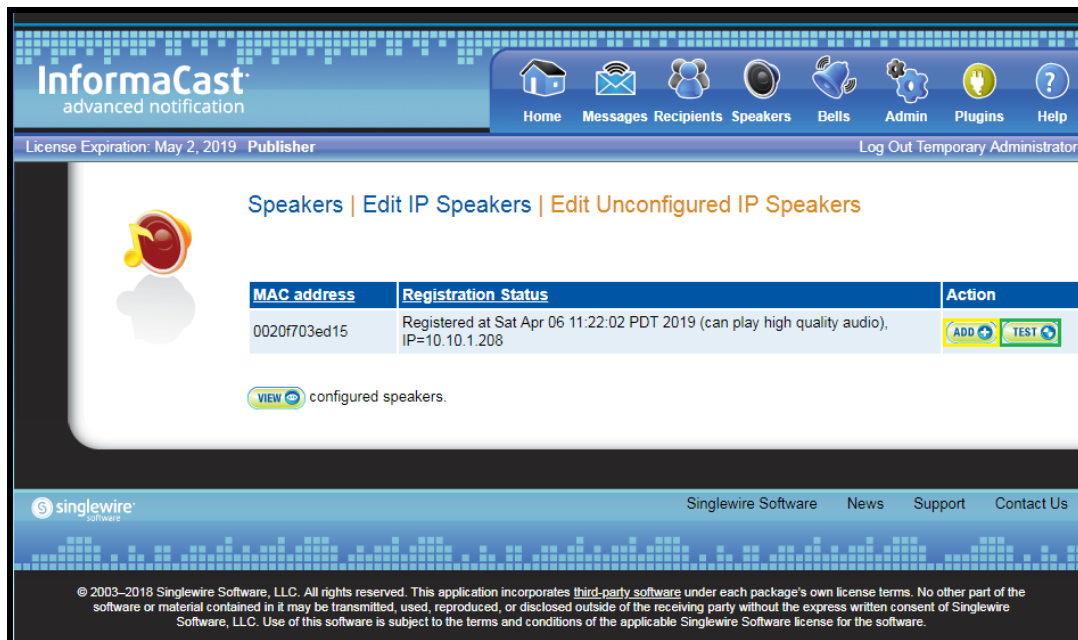 InformaCast
advanced notification
Home Messages Recipients Speakers Bells Admin Plugins Help
License Expiration: May 2, 2019 Publisher
Log Out Temporary Administrator
Speakers | Edit IP Speakers | Edit Unconfigured IP Speakers
MAC address Registration Status Action
0020f703ed15
Registered at Sat Apr 06 11:22:02 PDT 2019 (can play high quality audio),
IP=10.10.1.208
ADD TEST
VIEW configured speakers.
singlewire
software
Singlewire Software News Support Contact Us
© 2003–2018 Singlewire Software, LLC. All rights reserved. This application incorporates third-party software under each package's own license terms. No other part of the
software or material contained in it may be transmitted, used, reproduced, or disclosed outside of the receiving party without the express written consent of Singlewire
Software, LLC. Use of this software is subject to the terms and conditions of the applicable Singlewire Software license for the software.